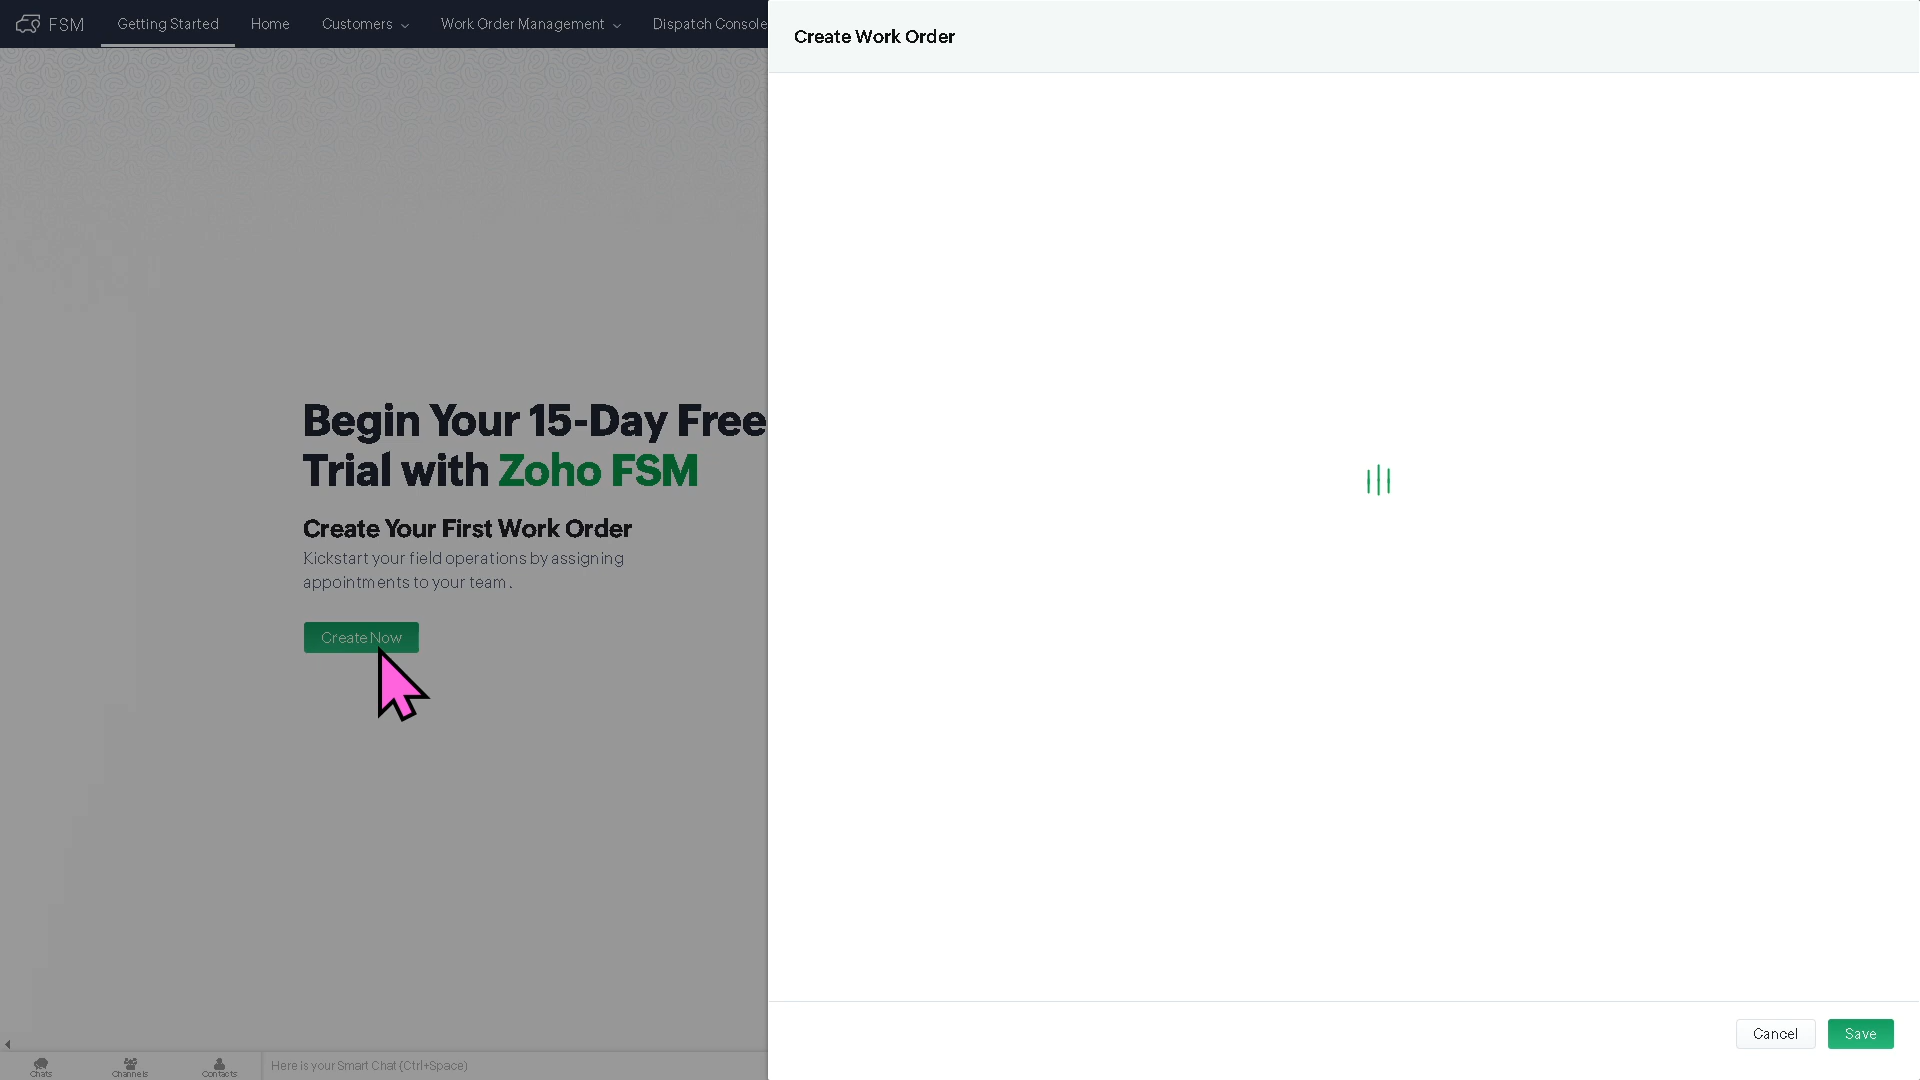 FSM
Getting Started
Home
Customers
Work Order Management
Dispatch Console
Create Work Order
Begin Your 15-Day Free
Trial with Zoho FSM
Create Your First Work Order
Kickstart your field operations by assigning
appointments to your team.
Create Now
Cancel
Save
Chats
Channels
Contacts
Here is your Smart Chat (Ctrl+Space)